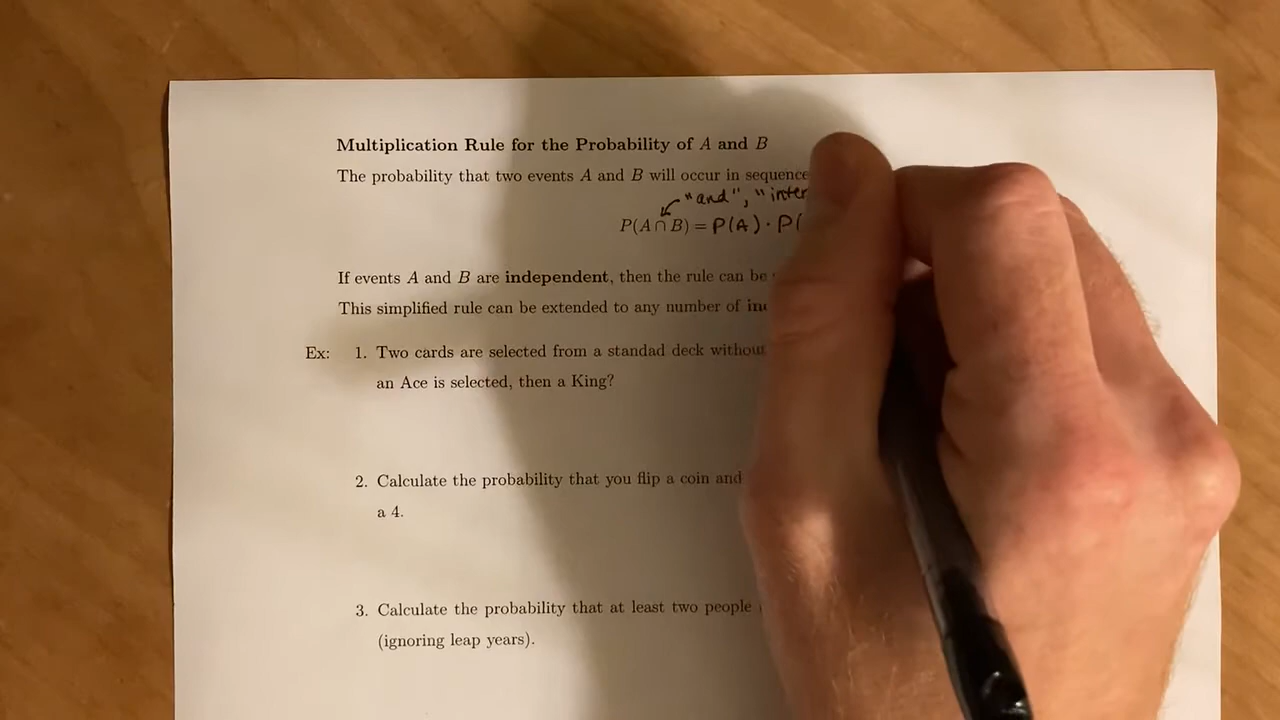 Multiplication Rule for the Probability of A and B
The probability that two events A and B will occur in sequence
"and", "inter
P(A∩B) = P(A) · P(
If events A and B are independent, then the rule can be
This simplified rule can be extended to any number of
Ex: 1. Two cards are selected from a standad deck without
an Ace is selected, then a King?
2. Calculate the probability that you flip a coin and
a 4.
3. Calculate the probability that at least two people
(ignoring leap years).